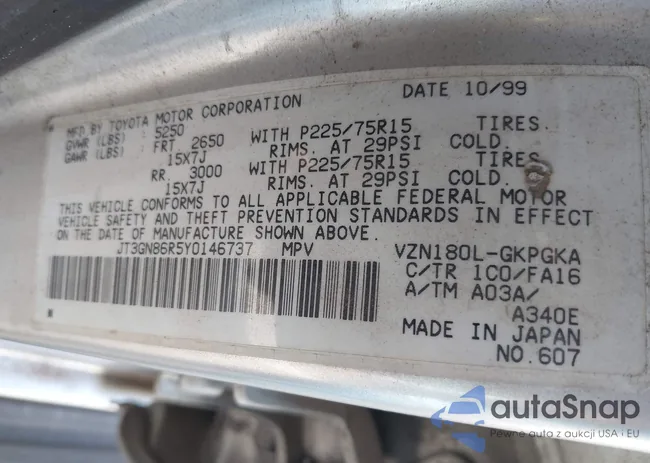 MFD BY TOYOTA MOTOR CORPORATION DATE 10/99
GVWR (LBS) : 5250
GAWR (LBS) : FRT. 2650 WITH P225/75R15 TIRES.
15X7J RIMS. AT 29PSI COLD.
RR. 3000 WITH P225/75R15 TIRES.
15X7J RIMS. AT 29PSI COLD.
THIS VEHICLE CONFORMS TO ALL APPLICABLE FEDERAL MOTOR
VEHICLE SAFETY AND THEFT PREVENTION STANDARDS IN EFFECT
ON THE DATE OF MANUFACTURE SHOWN ABOVE.
JT3GN86R5Y0146737 MPV VZN180L-GKPGKA
C/TR 1C0/FA16
A/TM A03A/
A340E
MADE IN JAPAN
NO.607
autaSnap
Pewne auta z aukcji USA i EU